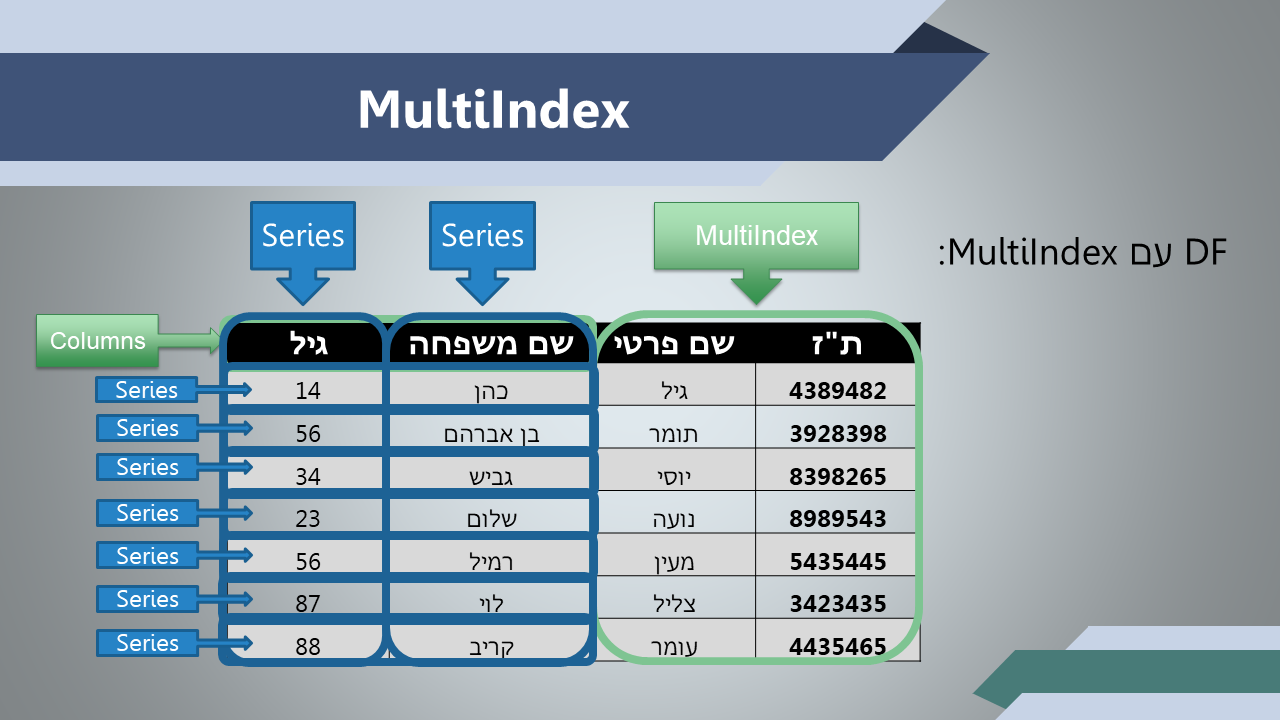 MultiIndex
DF עם MultiIndex:
MultiIndex
Series
Series
Columns
ת"ז שם פרטי שם משפחה גיל
4389482 גיל כהן 14
3928398 תומר בן אברהם 56
8398265 יוסי גביש 34
8989543 נועה שלום 23
5435445 מעין רמיל 56
3423435 צליל לוי 87
4435465 עומר קריב 88
Series
Series
Series
Series
Series
Series
Series